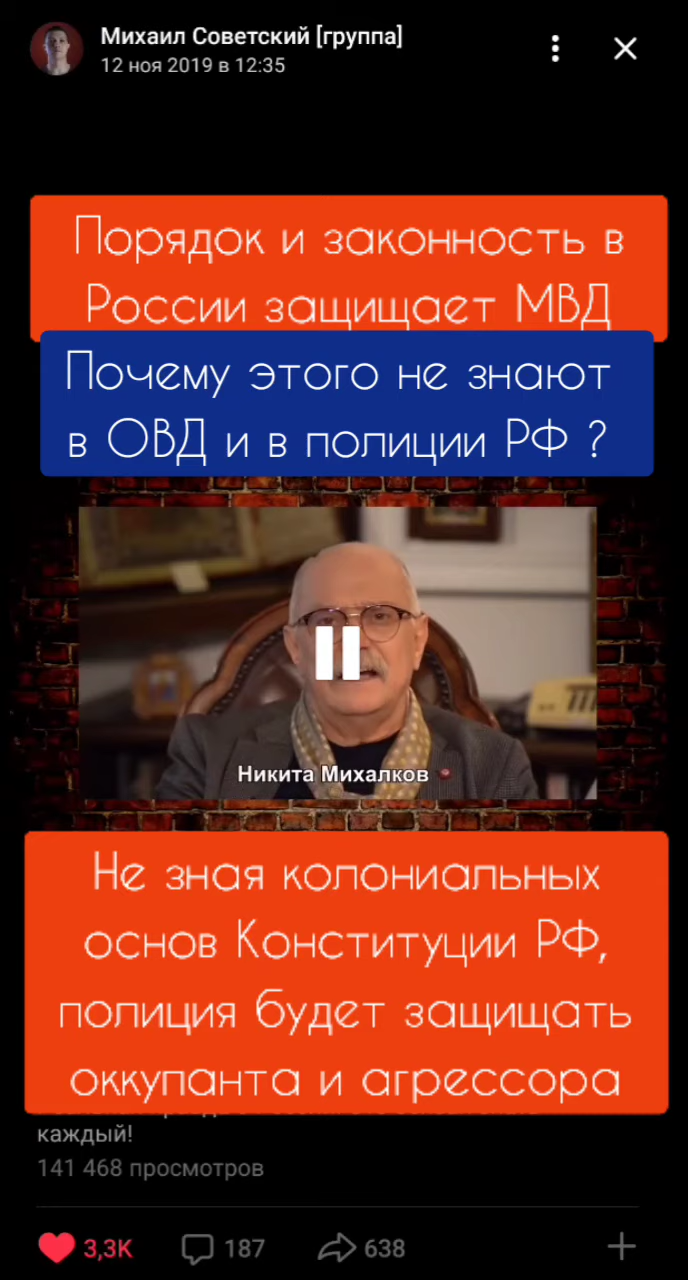 Михаил Советский [группа]
12 ноя 2019 в 12:35
Порядок и законность в
России защищает МВД
Почему этого не знают
в ОВД и в полиции РФ ?
Никита Михалков
Не зная колониальных
основ Конституции РФ,
полиция будет защищать
оккупанта и агрессора
каждый!
141 468 просмотров
3,3K
187
638